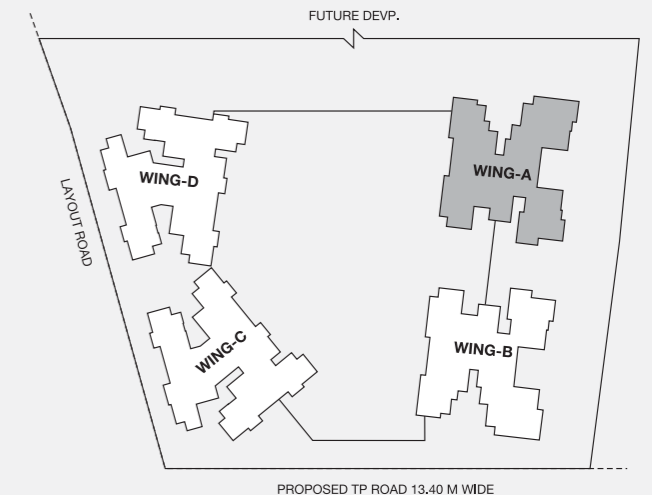 FUTURE DEVP.
WING-D
WING-A
LAYOUT ROAD
WING-C
WING-B
PROPOSED TP ROAD 13.40 M WIDE